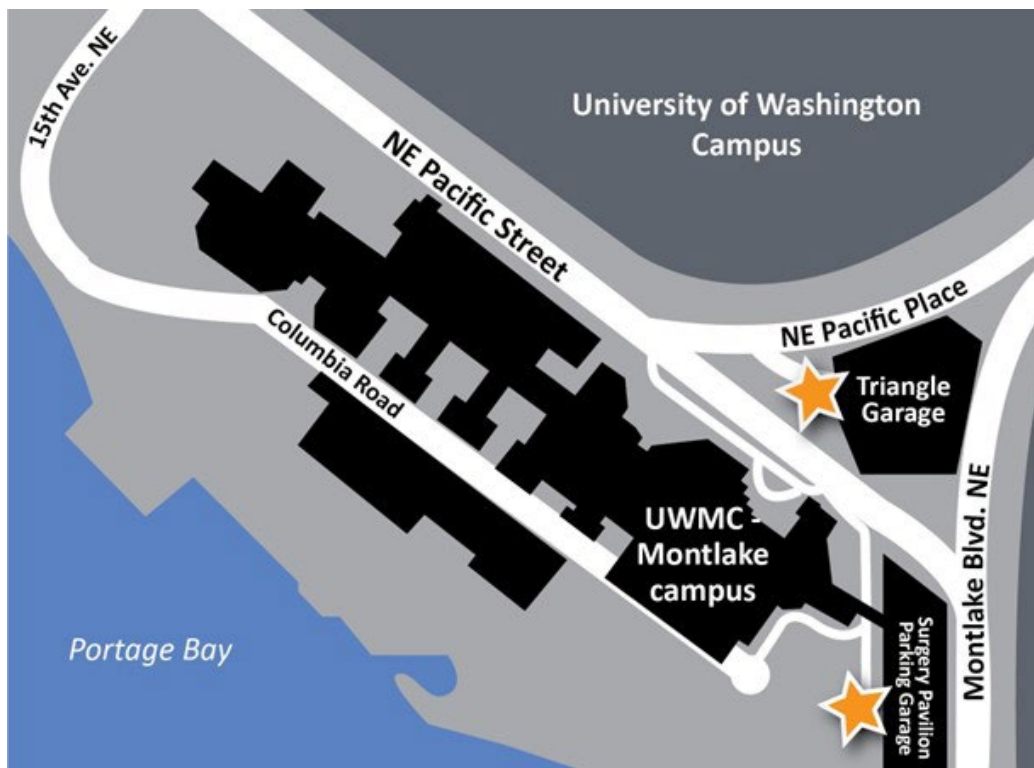 15th Ave. NE
NE Pacific Street
University of Washington
Campus
NE Pacific Place
Triangle
Garage
Columbia Road
UWMC -
Montlake
campus
Montlake Blvd. NE
Surgery Pavilion
Parking Garage
Portage Bay